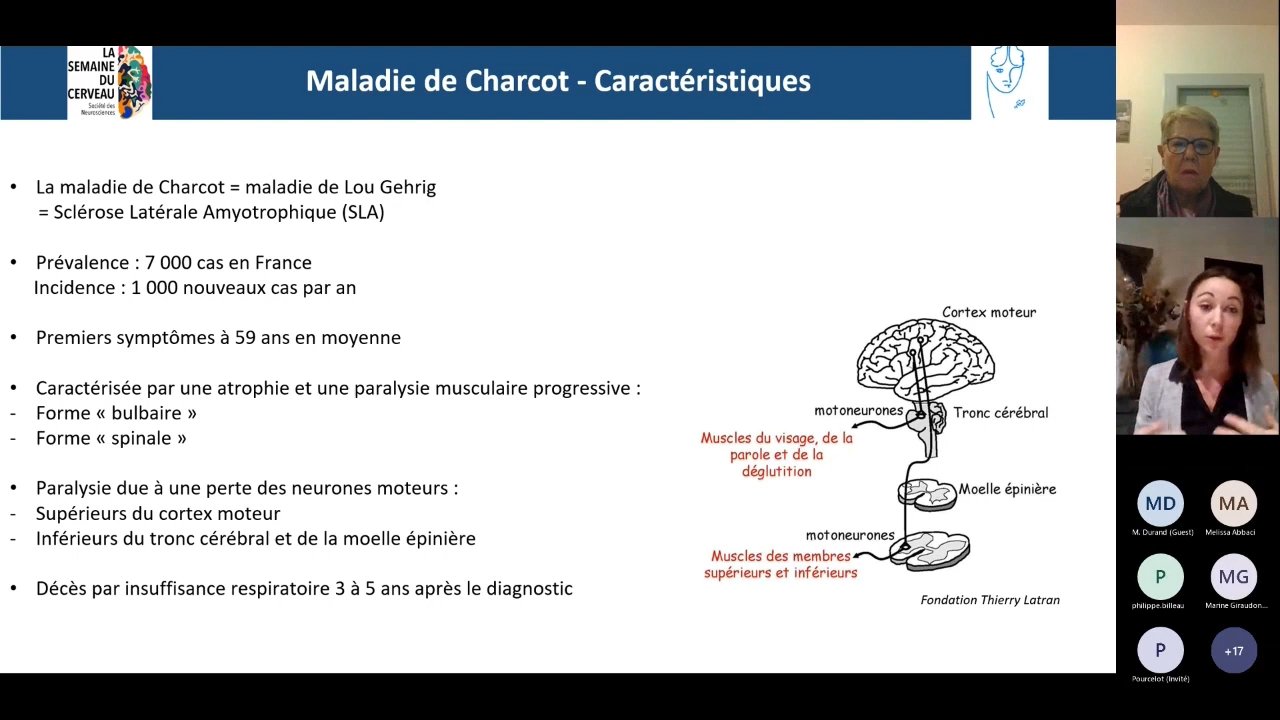 LA
SEMAINE
DU
CERVEAU
Société des
Neurosciences
Maladie de Charcot - Caractéristiques
• La maladie de Charcot = maladie de Lou Gehrig
= Sclérose Latérale Amyotrophique (SLA)
• Prévalence : 7 000 cas en France
Incidence : 1 000 nouveaux cas par an
• Premiers symptômes à 59 ans en moyenne
• Caractérisée par une atrophie et une paralysie musculaire progressive :
- Forme « bulbaire »
- Forme « spinale »
• Paralysie due à une perte des neurones moteurs :
- Supérieurs du cortex moteur
- Inférieurs du tronc cérébral et de la moelle épinière
• Décès par insuffisance respiratoire 3 à 5 ans après le diagnostic
Cortex moteur
motoneurones
Tronc cérébral
Muscles du visage, de la
parole et de la
déglutition
Moelle épinière
motoneurones
Muscles des membres
supérieurs et inférieurs
Fondation Thierry Latran
MD
M. Durand (Guest)
MA
Melissa Abbaci
P
philippe.billeau
MG
Marine Giraudon...
P
Pourcelot (Invité)
+17